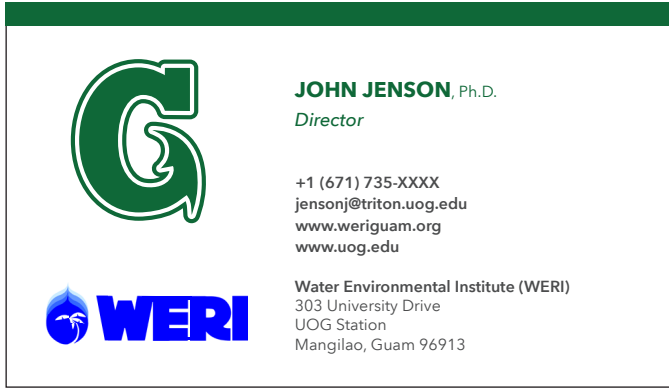 G
JOHN JENSON, Ph.D.
Director
+1 (671) 735-XXXX
jensonj@triton.uog.edu
www.weriguam.org
www.uog.edu
WERI
Water Environmental Institute (WERI)
303 University Drive
UOG Station
Mangilao, Guam 96913